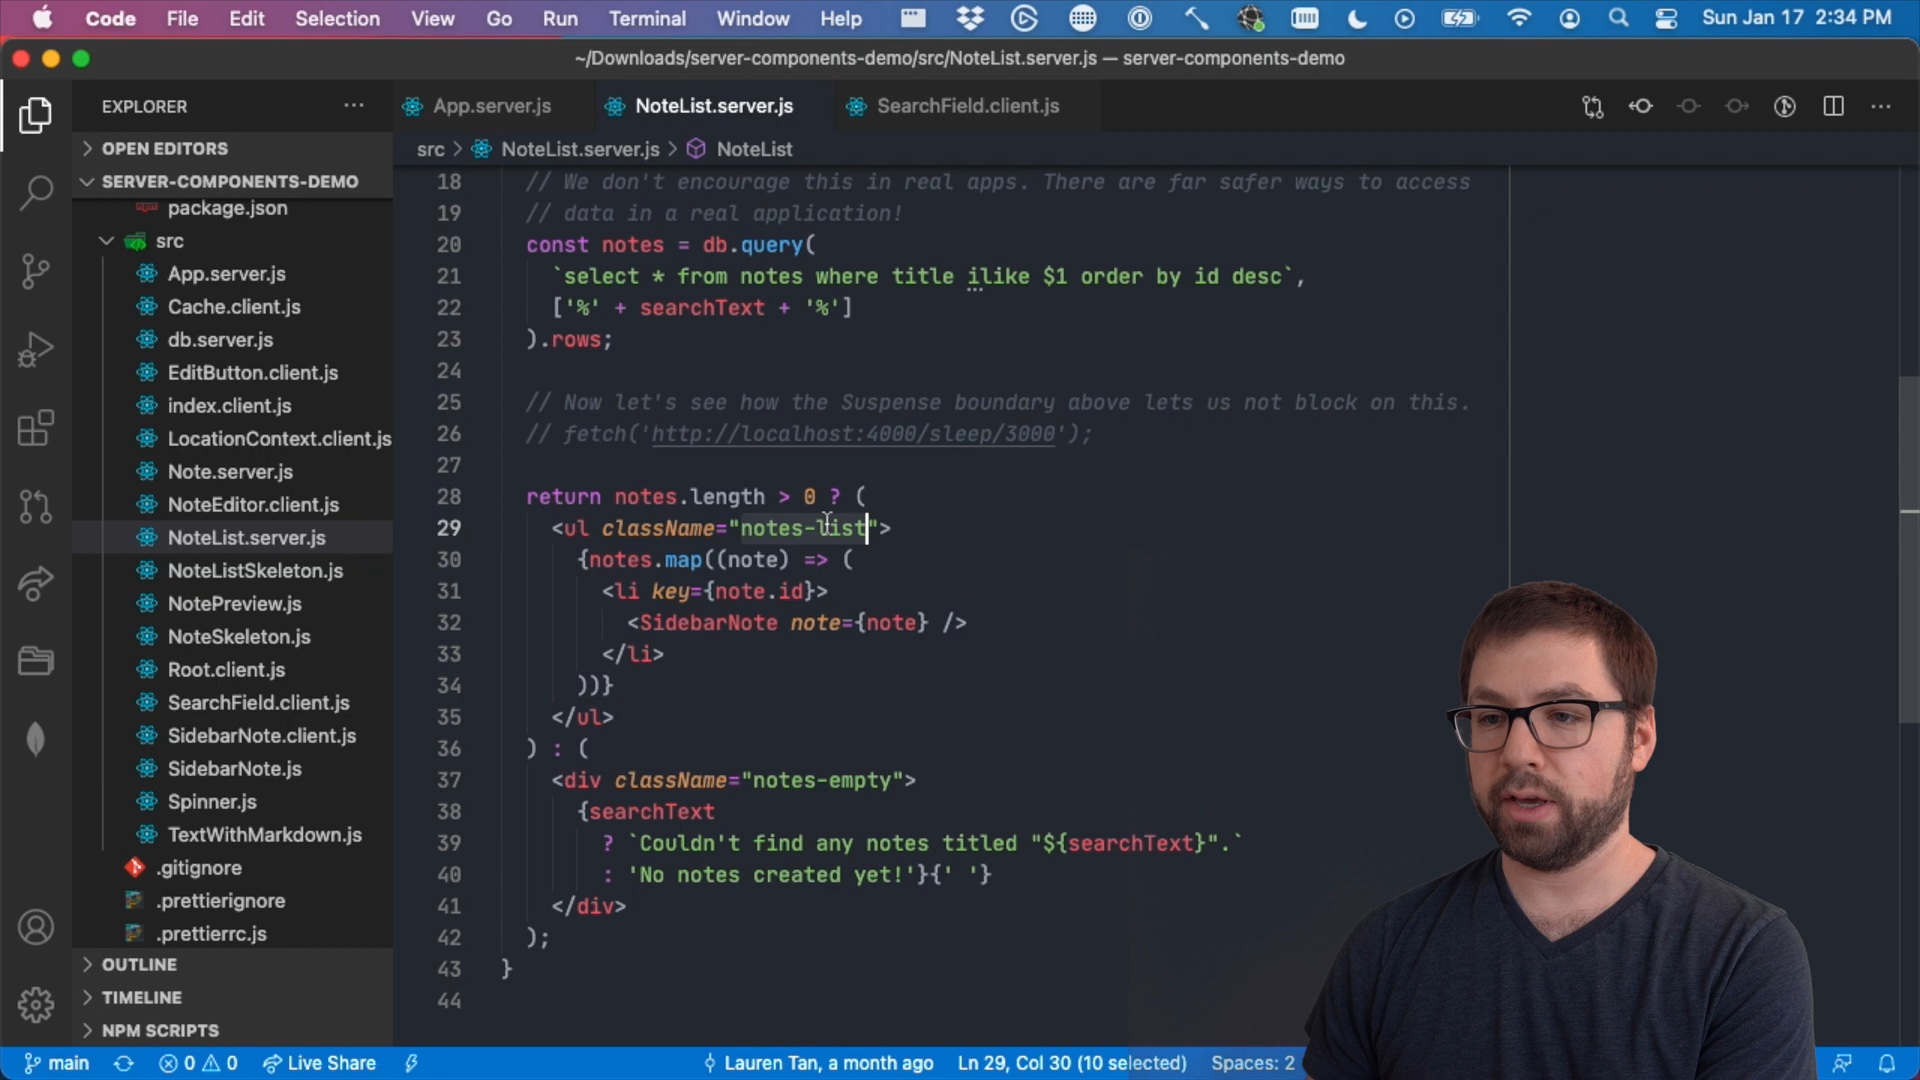 Code File Edit Selection View Go Run Terminal Window Help Sun Jan 17 2:34 PM
~/Downloads/server-components-demo/src/NoteList.server.js — server-components-demo
EXPLORER
App.server.js
NoteList.server.js
SearchField.client.js
OPEN EDITORS
SERVER-COMPONENTS-DEMO
package.json
src
App.server.js
Cache.client.js
db.server.js
EditButton.client.js
index.client.js
LocationContext.client.js
Note.server.js
NoteEditor.client.js
NoteList.server.js
NoteListSkeleton.js
NotePreview.js
NoteSkeleton.js
Root.client.js
SearchField.client.js
SidebarNote.client.js
SidebarNote.js
Spinner.js
TextWithMarkdown.js
.gitignore
.prettierignore
.prettierrc.js
OUTLINE
TIMELINE
NPM SCRIPTS
src > NoteList.server.js > NoteList
18 // We don't encourage this in real apps. There are far safer ways to access
19 // data in a real application!
20 const notes = db.query(
21 `select * from notes where title ilike $1 order by id desc`,
22 ['%' + searchText + '%']
23 ).rows;
24
25 // Now let's see how the Suspense boundary above lets us not block on this.
26 // fetch('http://localhost:4000/sleep/3000');
27
28 return notes.length > 0 ? (
29 <ul className="notes-list">
30 {notes.map((note) => (
31 <li key={note.id}>
32 <SidebarNote note={note} />
33 </li>
34 ))}
35 </ul>
36 ) : (
37 <div className="notes-empty">
38 {searchText
39 ? `Couldn't find any notes titled "${searchText}".`
40 : 'No notes created yet!'}{' '}
41 </div>
42 );
43 }
44
main 0 0 Live Share Lauren Tan, a month ago Ln 29, Col 30 (10 selected) Spaces: 2